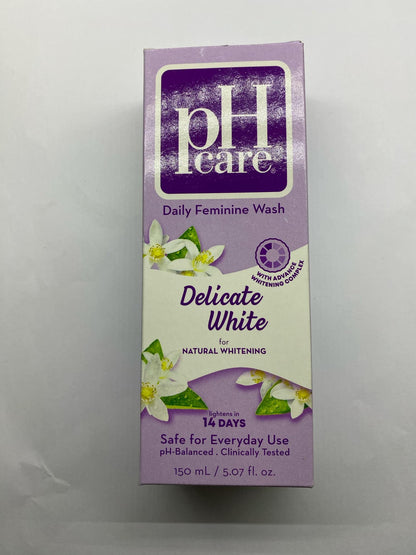 pH
care®
Daily Feminine Wash
WITH ADVANCE
WHITENING COMPLEX
Delicate
White
for
NATURAL WHITENING
lightens in
14 DAYS
Safe for Everyday Use
pH-Balanced . Clinically Tested
150 mL / 5.07 fl. oz.